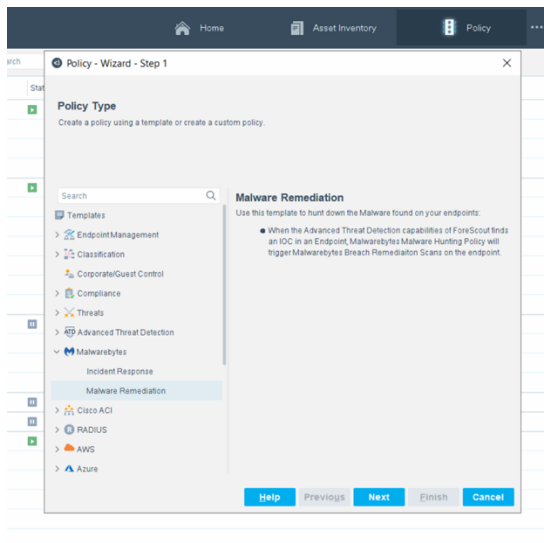 Home
Asset Inventory
Policy
arch
Policy - Wizard - Step 1
Stat
Policy Type
Create a policy using a template or create a custom policy.
Search
Templates
Endpoint Management
Classification
Corporate/Guest Control
Compliance
Threats
ATD Advanced Threat Detection
Malwarebytes
Incident Response
Malware Remediation
Cisco ACI
RADIUS
AWS
Azure
Malware Remediation
Use this template to hunt down the Malware found on your endpoints:
When the Advanced Threat Detection capabilities of ForeScout finds
an IOC in an Endpoint, Malwarebytes Malware Hunting Policy will
trigger Malwarebytes Breach Remediaiton Scans on the endpoint.
Help
Previous
Next
Finish
Cancel